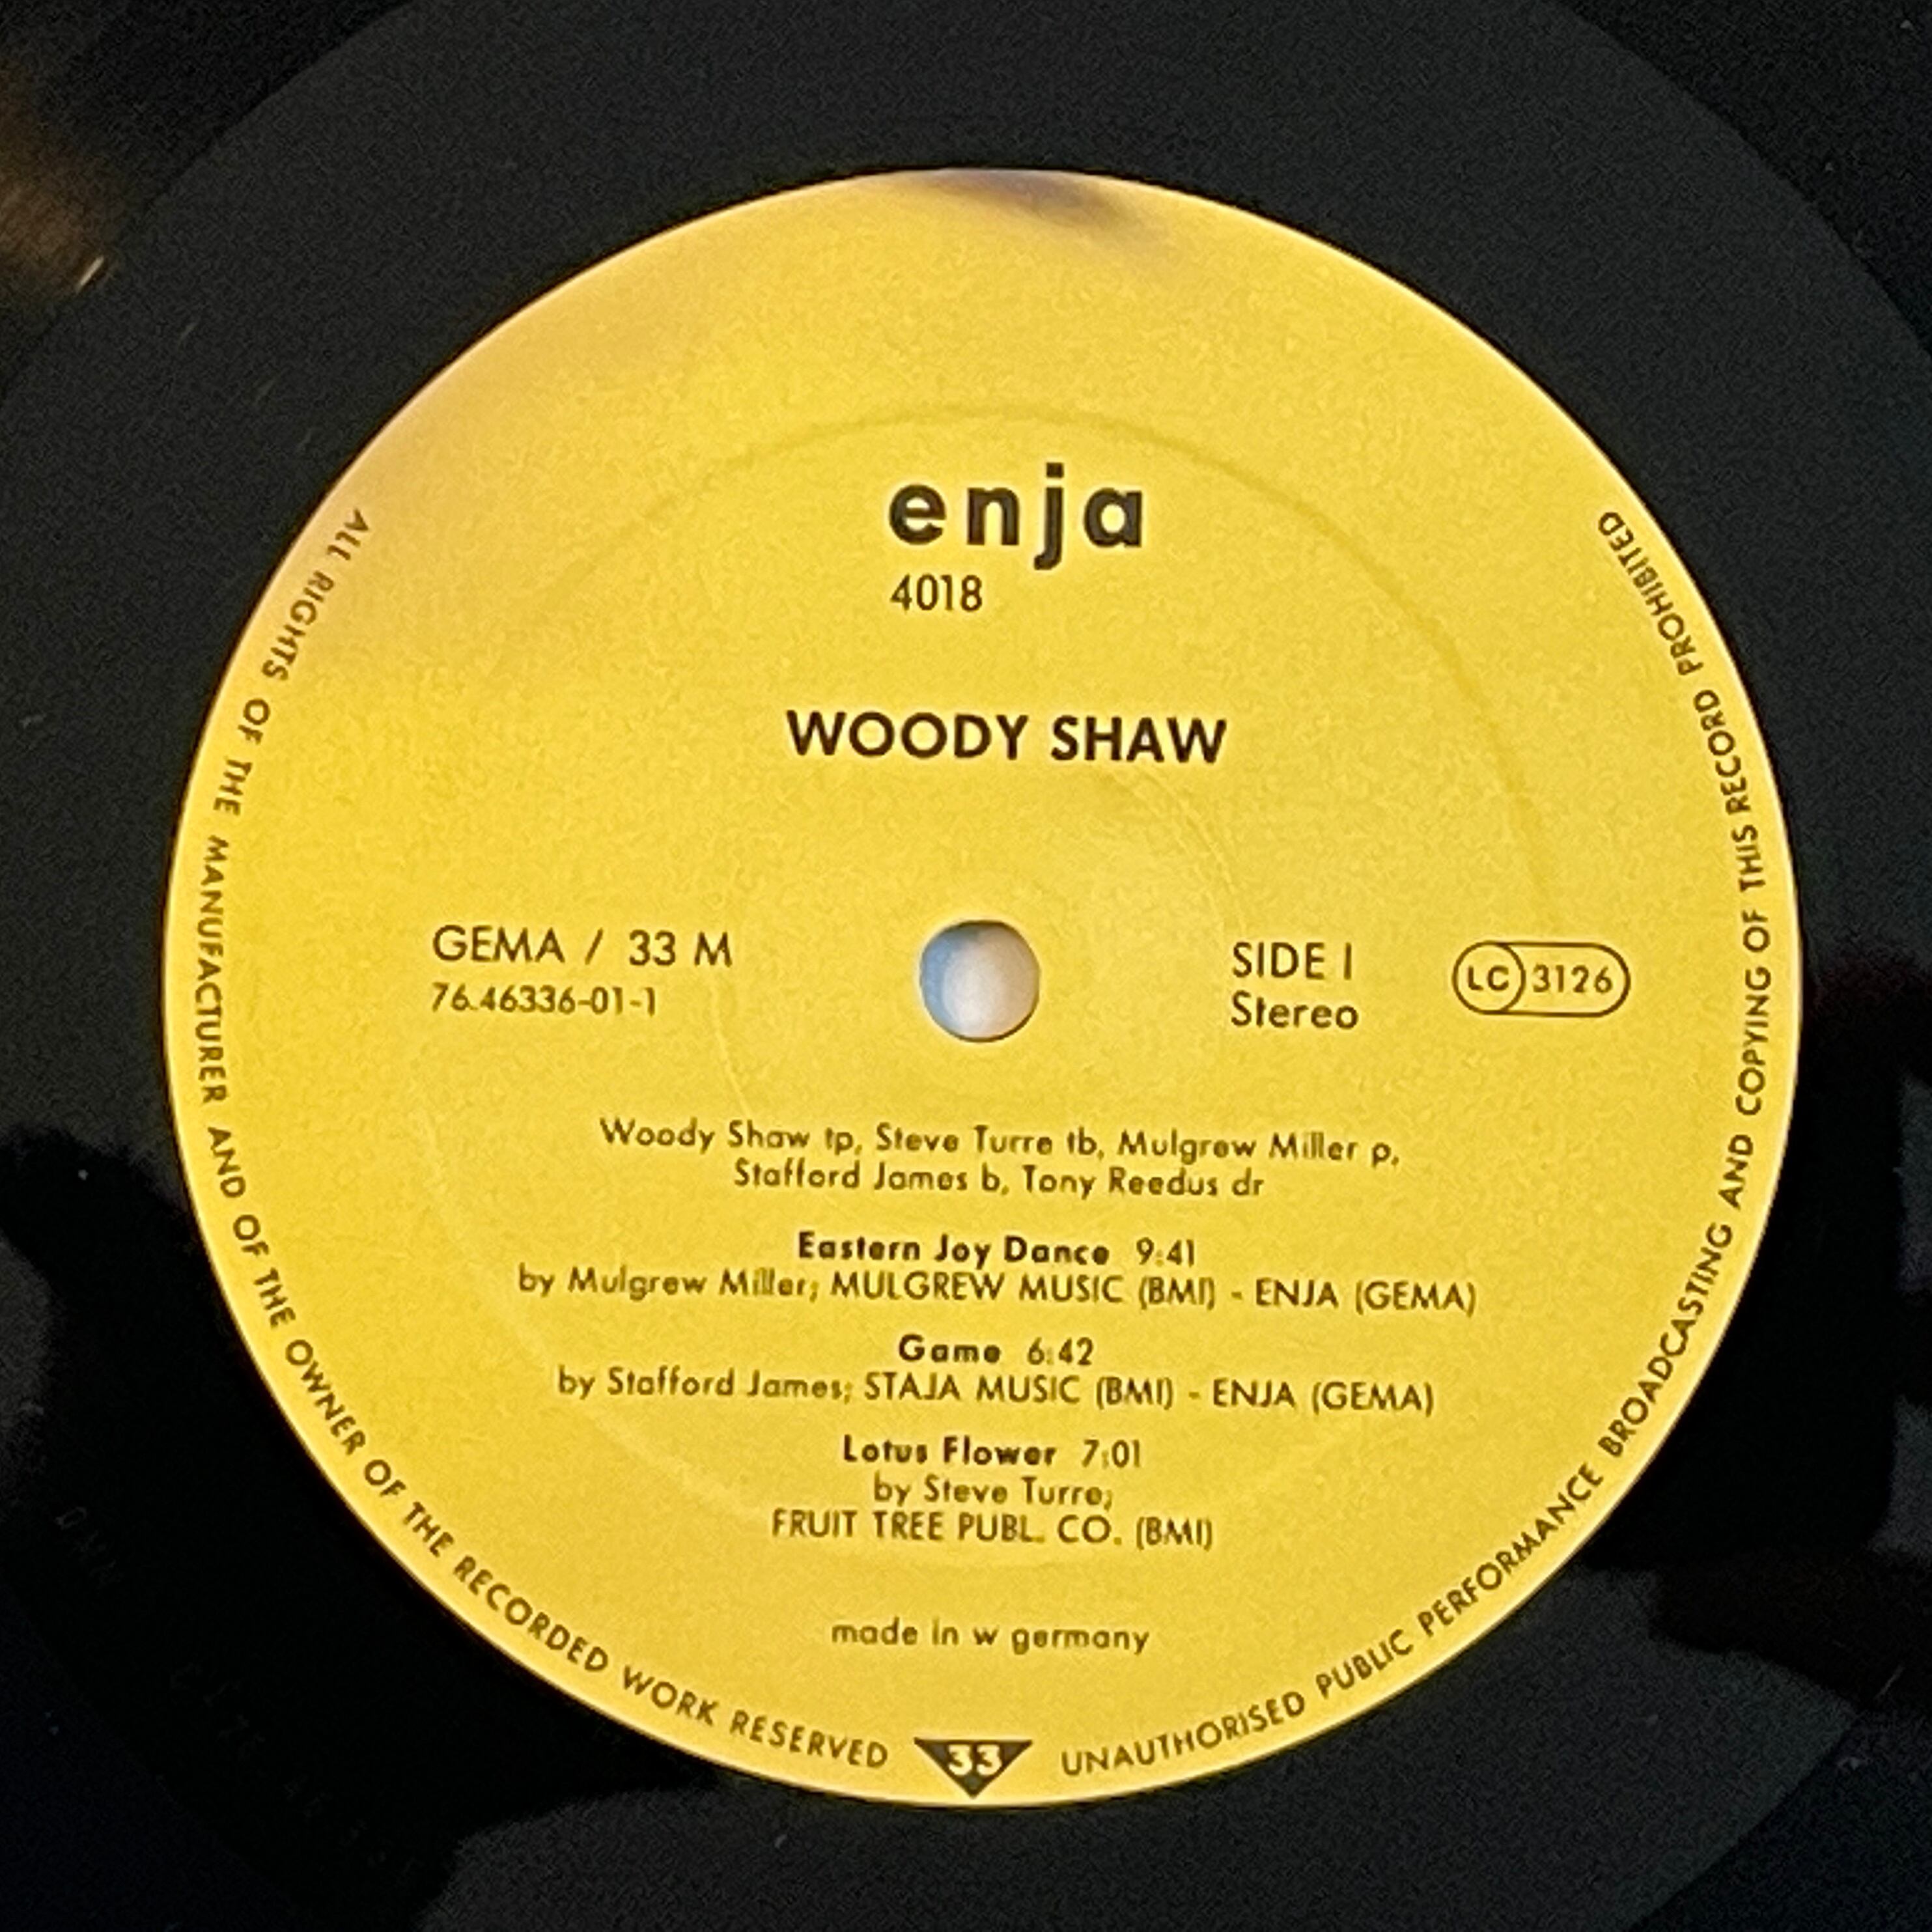 enja
4018
WOODY SHAW
GEMA / 33 M
76.46336-01-1
SIDE I
Stereo
LC 3126
Woody Shaw tp, Steve Turre tb, Mulgrew Miller p,
Stafford James b, Tony Reedus dr
Eastern Joy Dance 9:41
by Mulgrew Miller; MULGREW MUSIC (BMI) - ENJA (GEMA)
Game 6:42
by Stafford James; STAJA MUSIC (BMI) - ENJA (GEMA)
Lotus Flower 7:01
by Steve Turre;
FRUIT TREE PUBL. CO. (BMI)
made in w germany
ALL RIGHTS OF THE MANUFACTURER AND OF THE OWNER OF THE RECORDED WORK RESERVED
33
UNAUTHORISED PUBLIC PERFORMANCE BROADCASTING AND COPYING OF THIS RECORD PROHIBITED